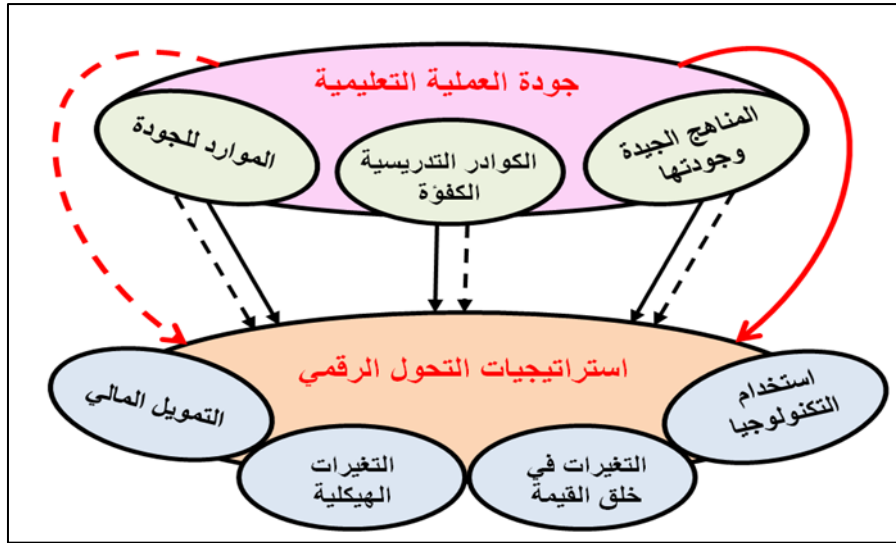 جودة العملية التعليمية
المناهج الجيدة
وجودتها
الكوادر التدريسية
الكفؤة
الموارد للجودة
استراتيجيات التحول الرقمي
استخدام
التكنولوجيا
التغيرات في
خلق القيمة
التغيرات
الهيكلية
التمويل المالي